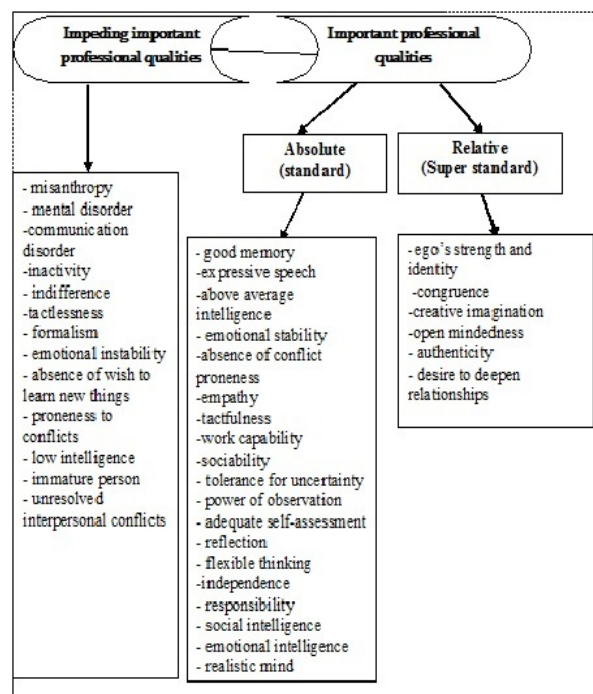 Impeding important
professional qualities
Important professional
qualities
Absolute
(standard)
Relative
(Super standard)
- misanthropy
- mental disorder
-communication
disorder
-inactivity
- indifference
-tactlessness
- formalism
- emotional instability
- absence of wish to
learn new things
- proneness to
conflicts
- low intelligence
- immature person
- unresolved
interpersonal conflicts
- good memory
-expressive speech
-above average
intelligence
- emotional stability
-absence of conflict
proneness
-empathy
-tactfulness
-work capability
-sociability
- tolerance for uncertainty
- power of observation
- adequate self-assessment
- reflection
- flexible thinking
-independence
- responsibility
- social intelligence
- emotional intelligence
- realistic mind
- ego's strength and
identity
-congruence
-creative imagination
-open mindedness
- authenticity
- desire to deepen
relationships